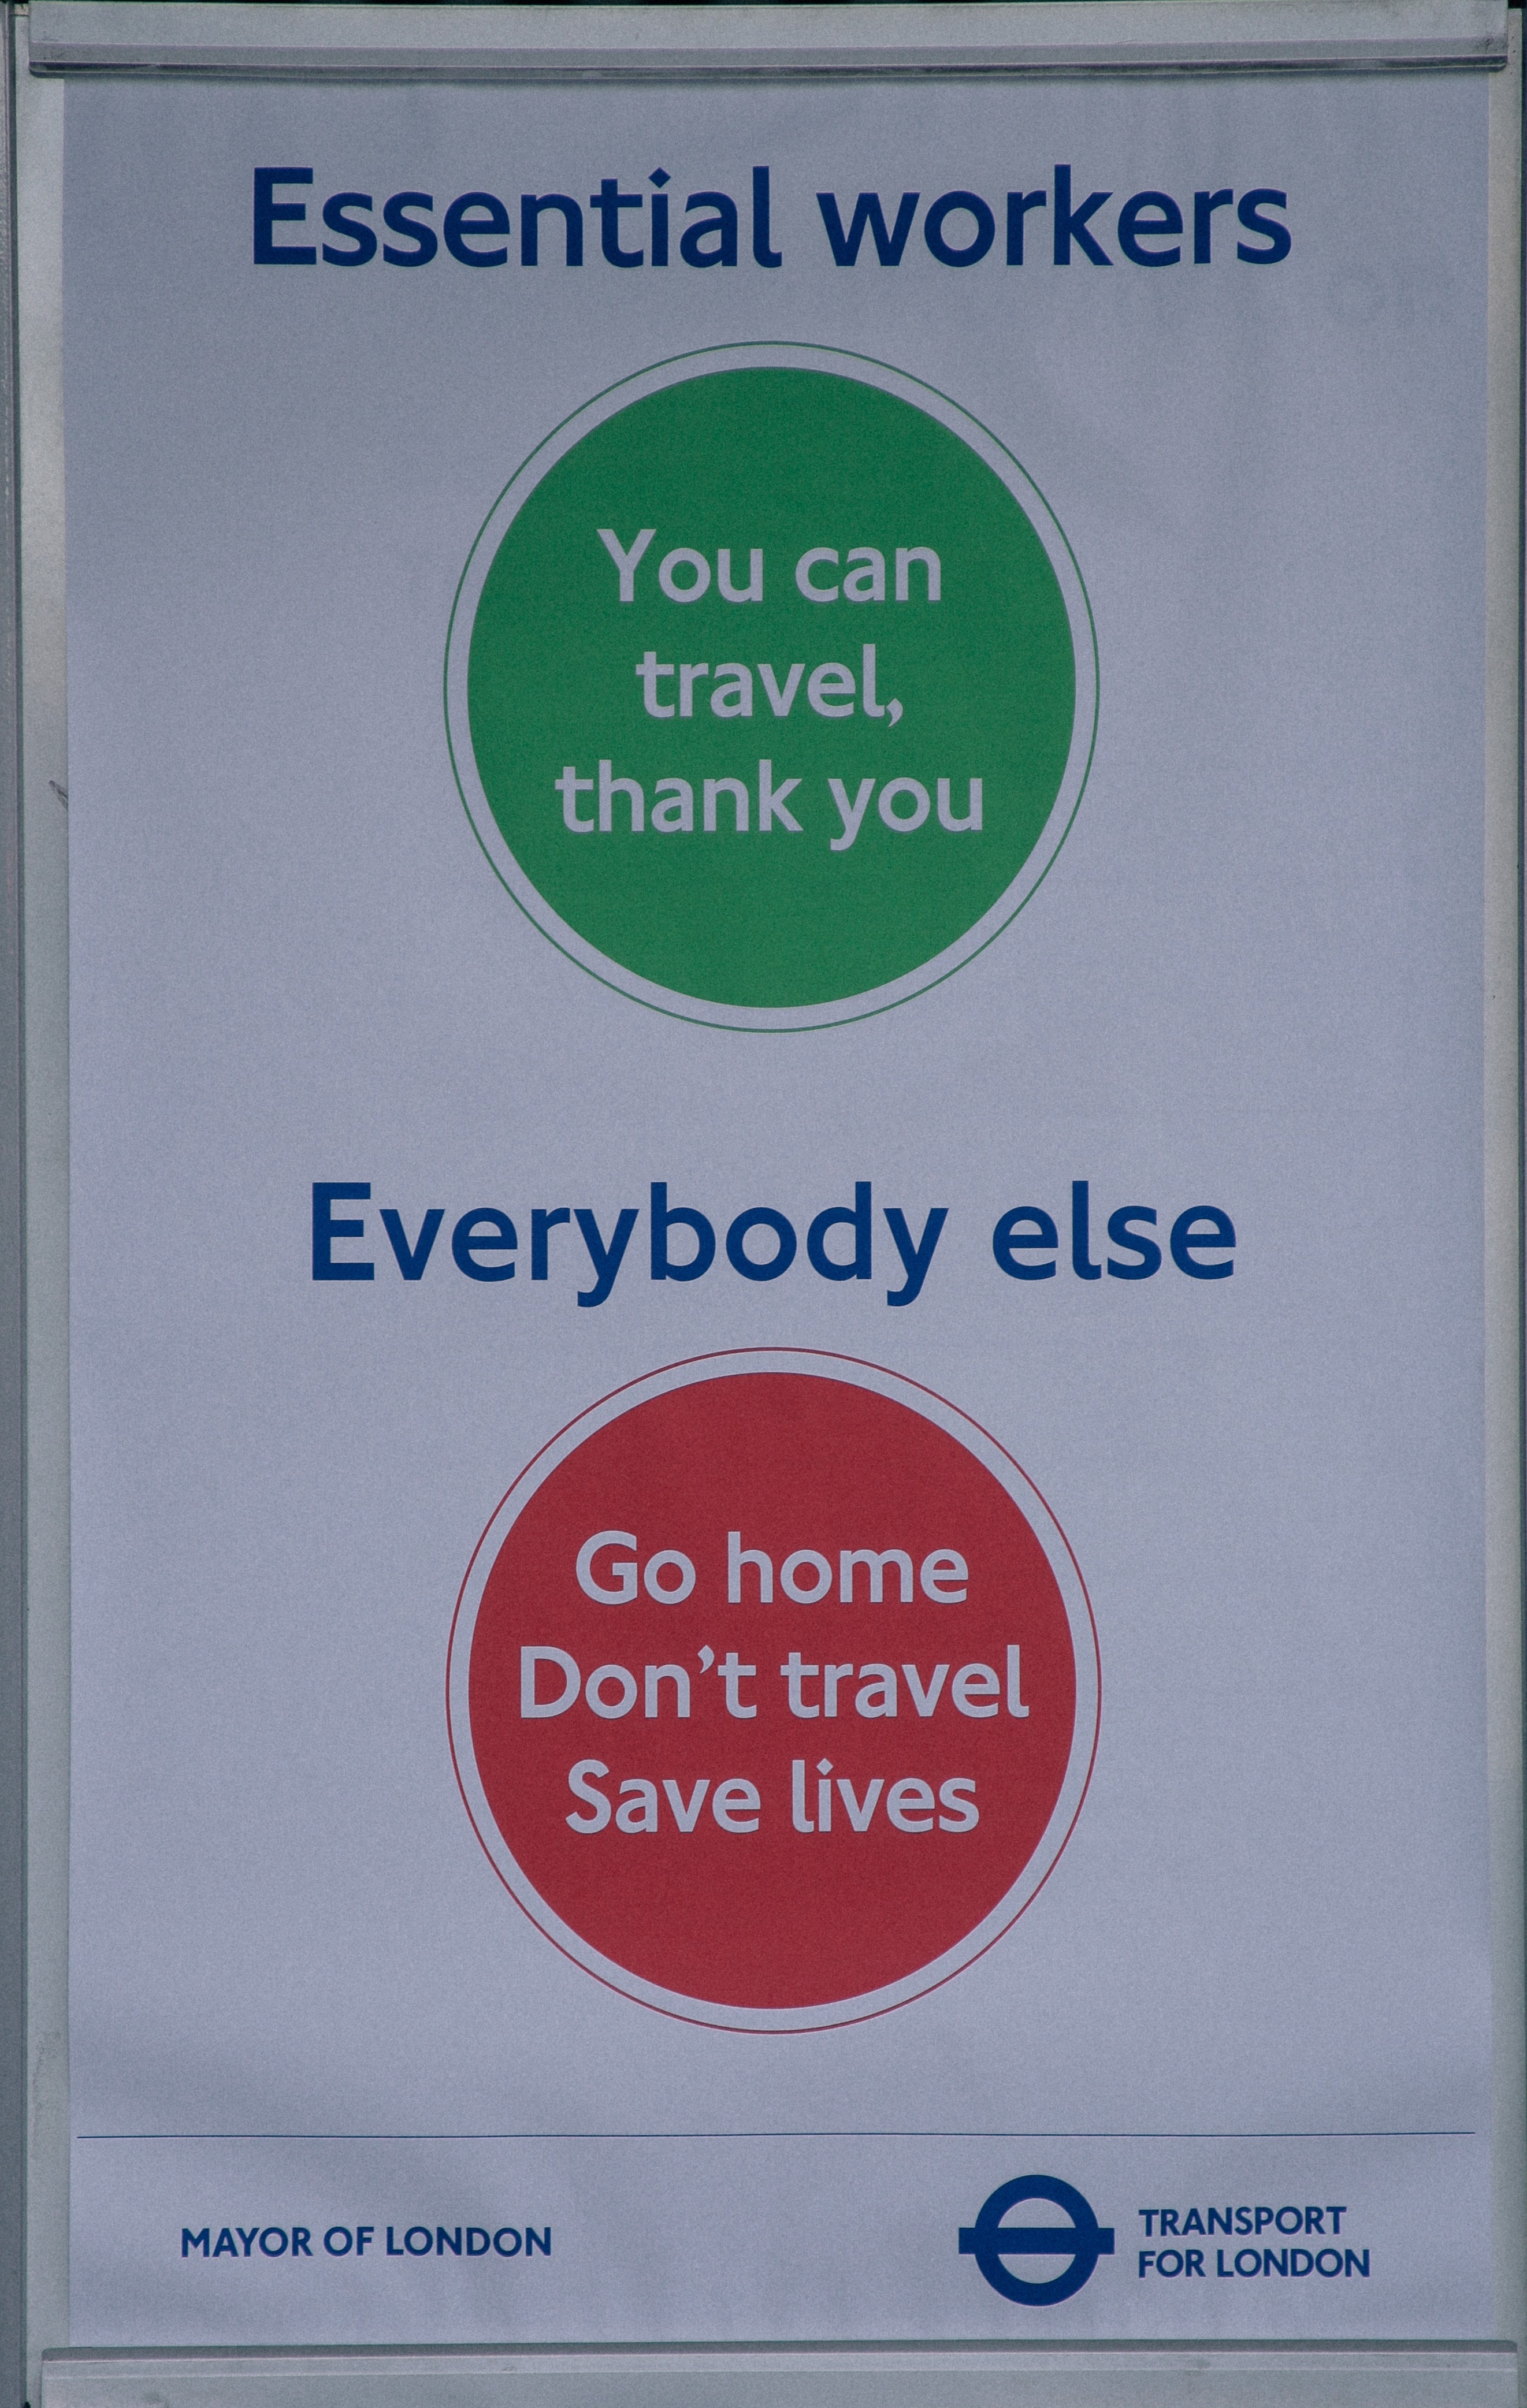 Essential workers
You can
travel,
thank you
Everybody else
Go home
Don't travel
Save lives
MAYOR OF LONDON
TRANSPORT
FOR LONDON